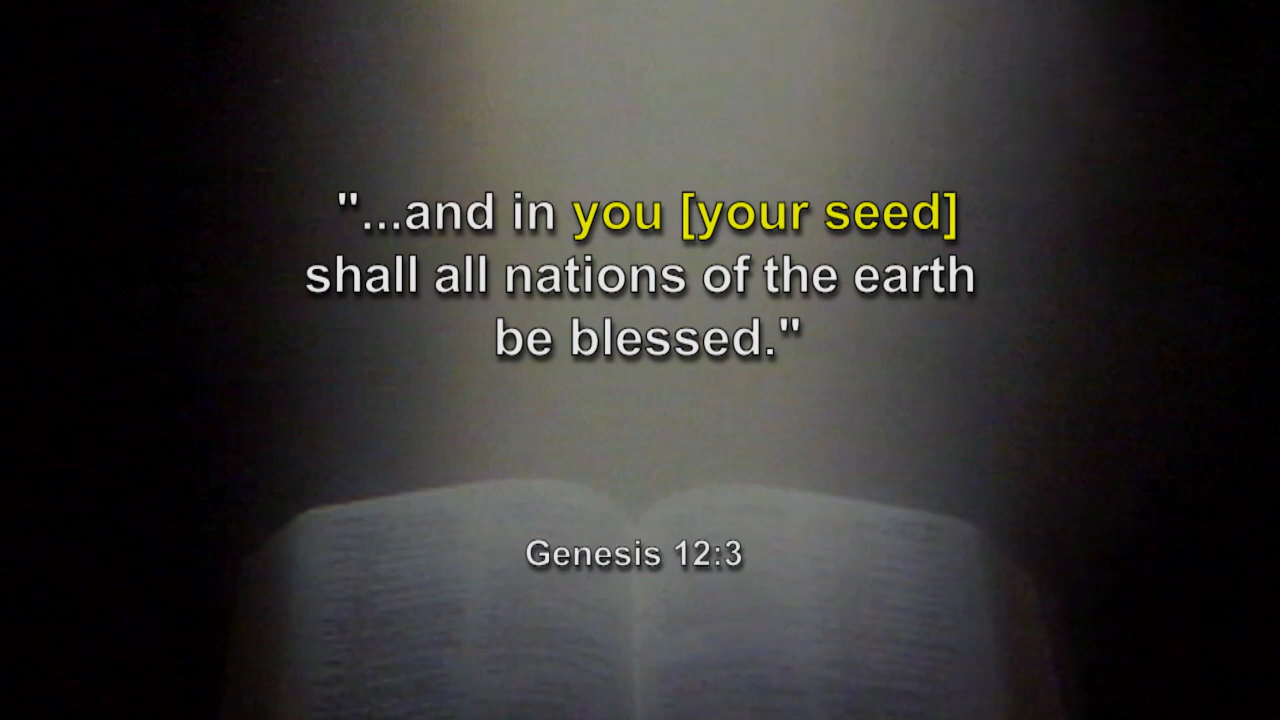 "...and in you [your seed]
shall all nations of the earth
be blessed."
Genesis 12:3